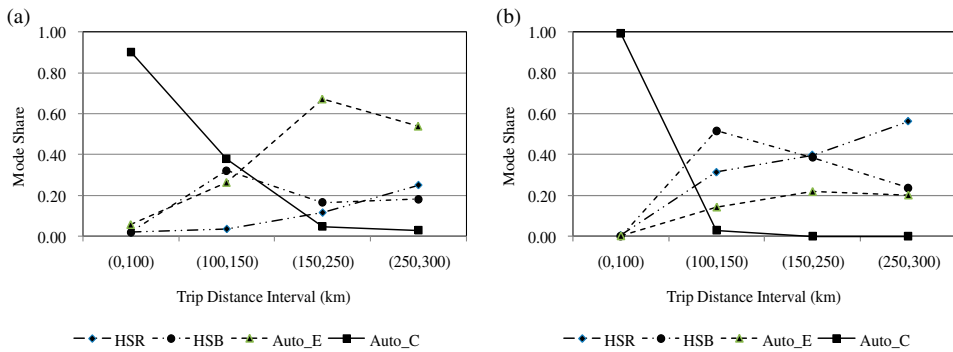 (a)
1.00
0.80
0.60
0.40
0.20
0.00
Mode Share
(0,100)
(100,150)
(150,250)
(250,300)
Trip Distance Interval (km)
HSR
HSB
Auto_E
Auto_C
(b)
1.00
0.80
0.60
0.40
0.20
0.00
Mode Share
(0,100)
(100,150)
(150,250)
(250,300)
Trip Distance Interval (km)
HSR
HSB
Auto_E
Auto_C